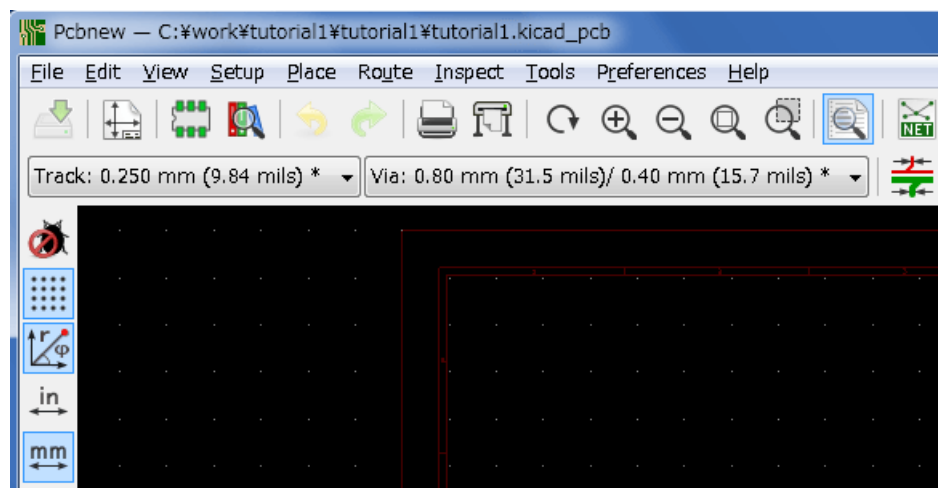 Pcbnew — C:¥work¥tutorial1¥tutorial1¥tutorial1.kicad_pcb
File Edit View Setup Place Route Inspect Tools Preferences Help
NET
Track: 0.250 mm (9.84 mils) * Via: 0.80 mm (31.5 mils)/ 0.40 mm (15.7 mils) *
r
φ
in
mm